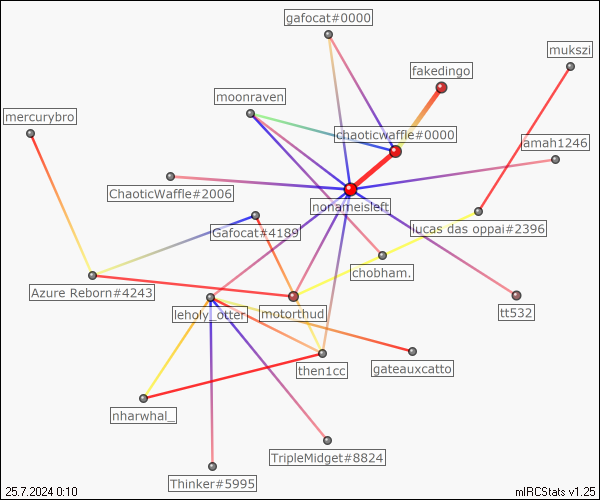 gafocat#0000
mukszi
fakedingo
moonraven
mercurybro
chaoticwaffle#0000
amah1246
ChaoticWaffle#2006
nonameisleft
lucas das oppai#2396
Gafocat#4189
chobham.
Azure Reborn#4243
leholy_otter
motorthud
tt532
then1cc
gateauxcatto
nharwhal_
TripleMidget#8824
Thinker#5995
25.7.2024 0:10
mIRCStats v1.25